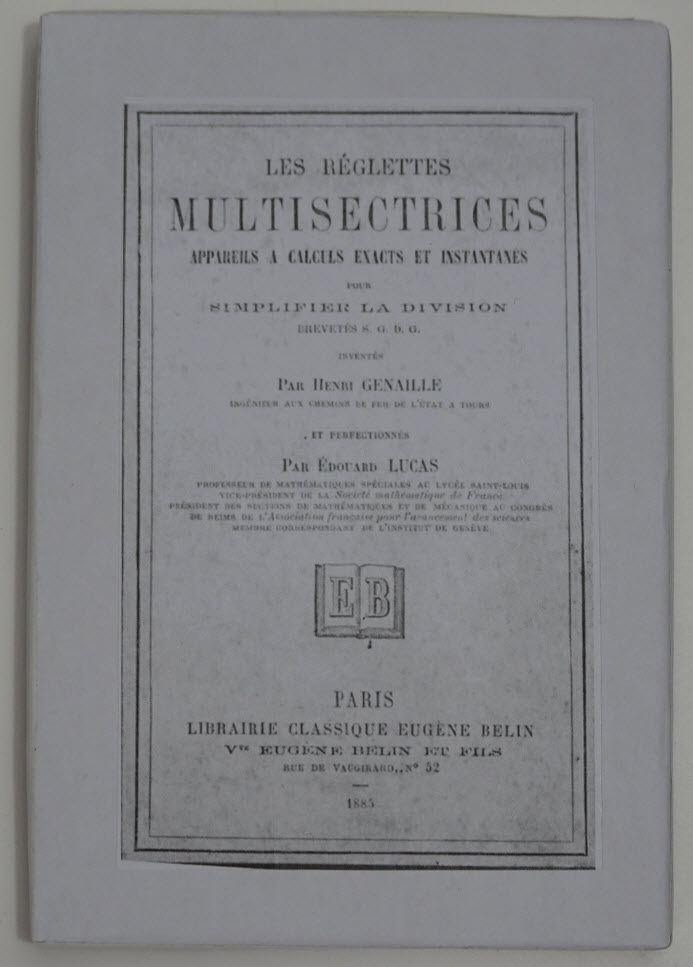 LES RÉGLETTES
MULTISECTRICES
APPAREILS A CALCULS EXACTS ET INSTANTANÉS
POUR
SIMPLIFIER LA DIVISION
BREVETÉS S. G. D. G.
INVENTÉS
PAR HENRI GENAILLE
INGÉNIEUR AUX CHEMINS DE FER DE L'ÉTAT A TOURS
ET PERFECTIONNÉS
PAR ÉDOUARD LUCAS
PROFESSEUR DE MATHÉMATIQUES SPÉCIALES AU LYCÉE SAINT-LOUIS
VICE-PRÉSIDENT DE LA Société mathématique de France
PRÉSIDENT DES SECTIONS DE MATHÉMATIQUES ET DE MÉCANIQUE AU CONGRÈS
DE REIMS DE L'Association française pour l'avancement des sciences
MEMBRE CORRESPONDANT DE L'INSTITUT DE GENÈVE
E B
PARIS
LIBRAIRIE CLASSIQUE EUGÈNE BELIN
Vve EUGÈNE BELIN ET FILS
RUE DE VAUGIRARD, N° 52
1885